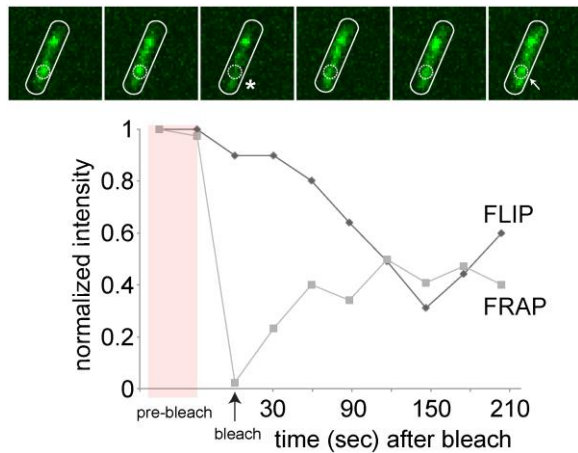 *
normalized intensity
1
0.8
0.6
0.4
0.2
0
FLIP
FRAP
pre-bleach
bleach
30
90
150
210
time (sec) after bleach